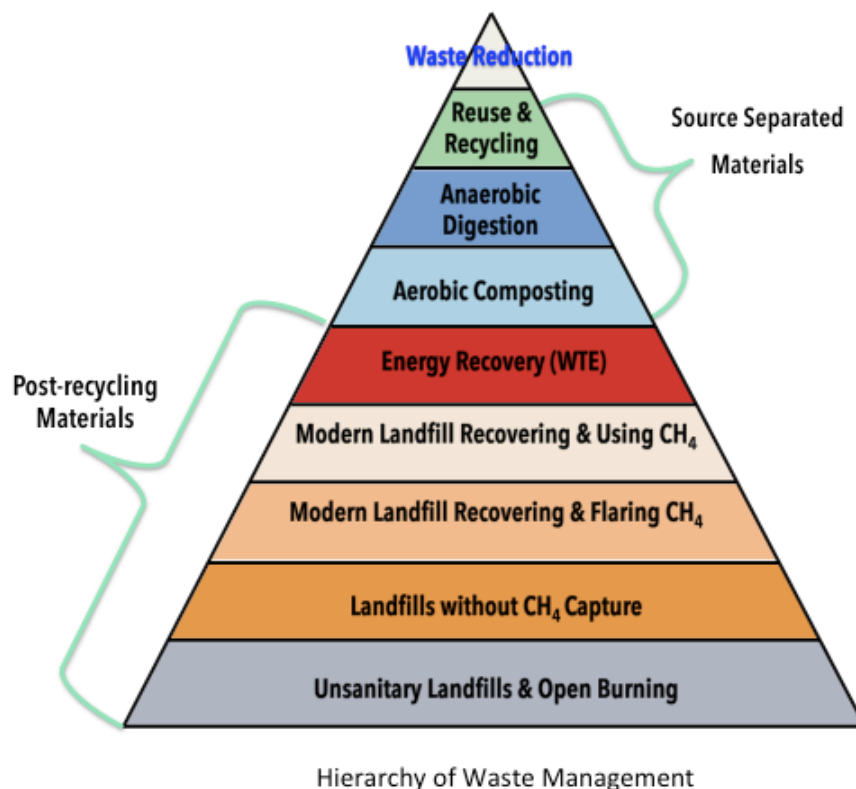 Waste Reduction
Reuse &
Recycling
Source Separated
Materials
Anaerobic
Digestion
Aerobic Composting
Energy Recovery (WTE)
Post-recycling
Materials
Modern Landfill Recovering & Using CH₄
Modern Landfill Recovering & Flaring CH₄
Landfills without CH₄ Capture
Unsanitary Landfills & Open Burning
Hierarchy of Waste Management